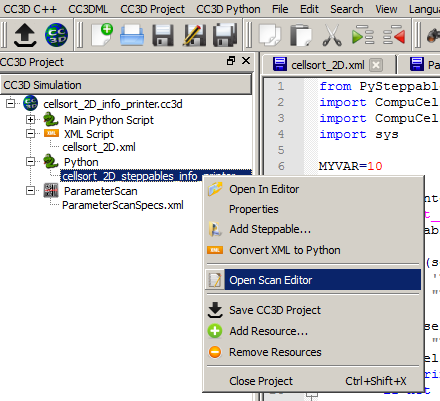 CC3D C++ CC3DML CC3D Project CC3D Python File Edit Search View
CC3D Project
CC3D Simulation
cellsort_2D_info_printer.cc3d
Main Python Script
XML Script
cellsort_2D.xml
Python
cellsort_2D_steppables_info_printer
ParameterScan
ParameterScanSpecs.xml
cellsort_2D.xml
1 from PySteppabl
2 import CompuCel
3 import CompuCel
4 import sys
5
6 MYVAR=10
Open In Editor
Properties
Add Steppable...
Convert XML to Python
Open Scan Editor
Save CC3D Project
Add Resource...
Remove Resources
Close Project Ctrl+Shift+X